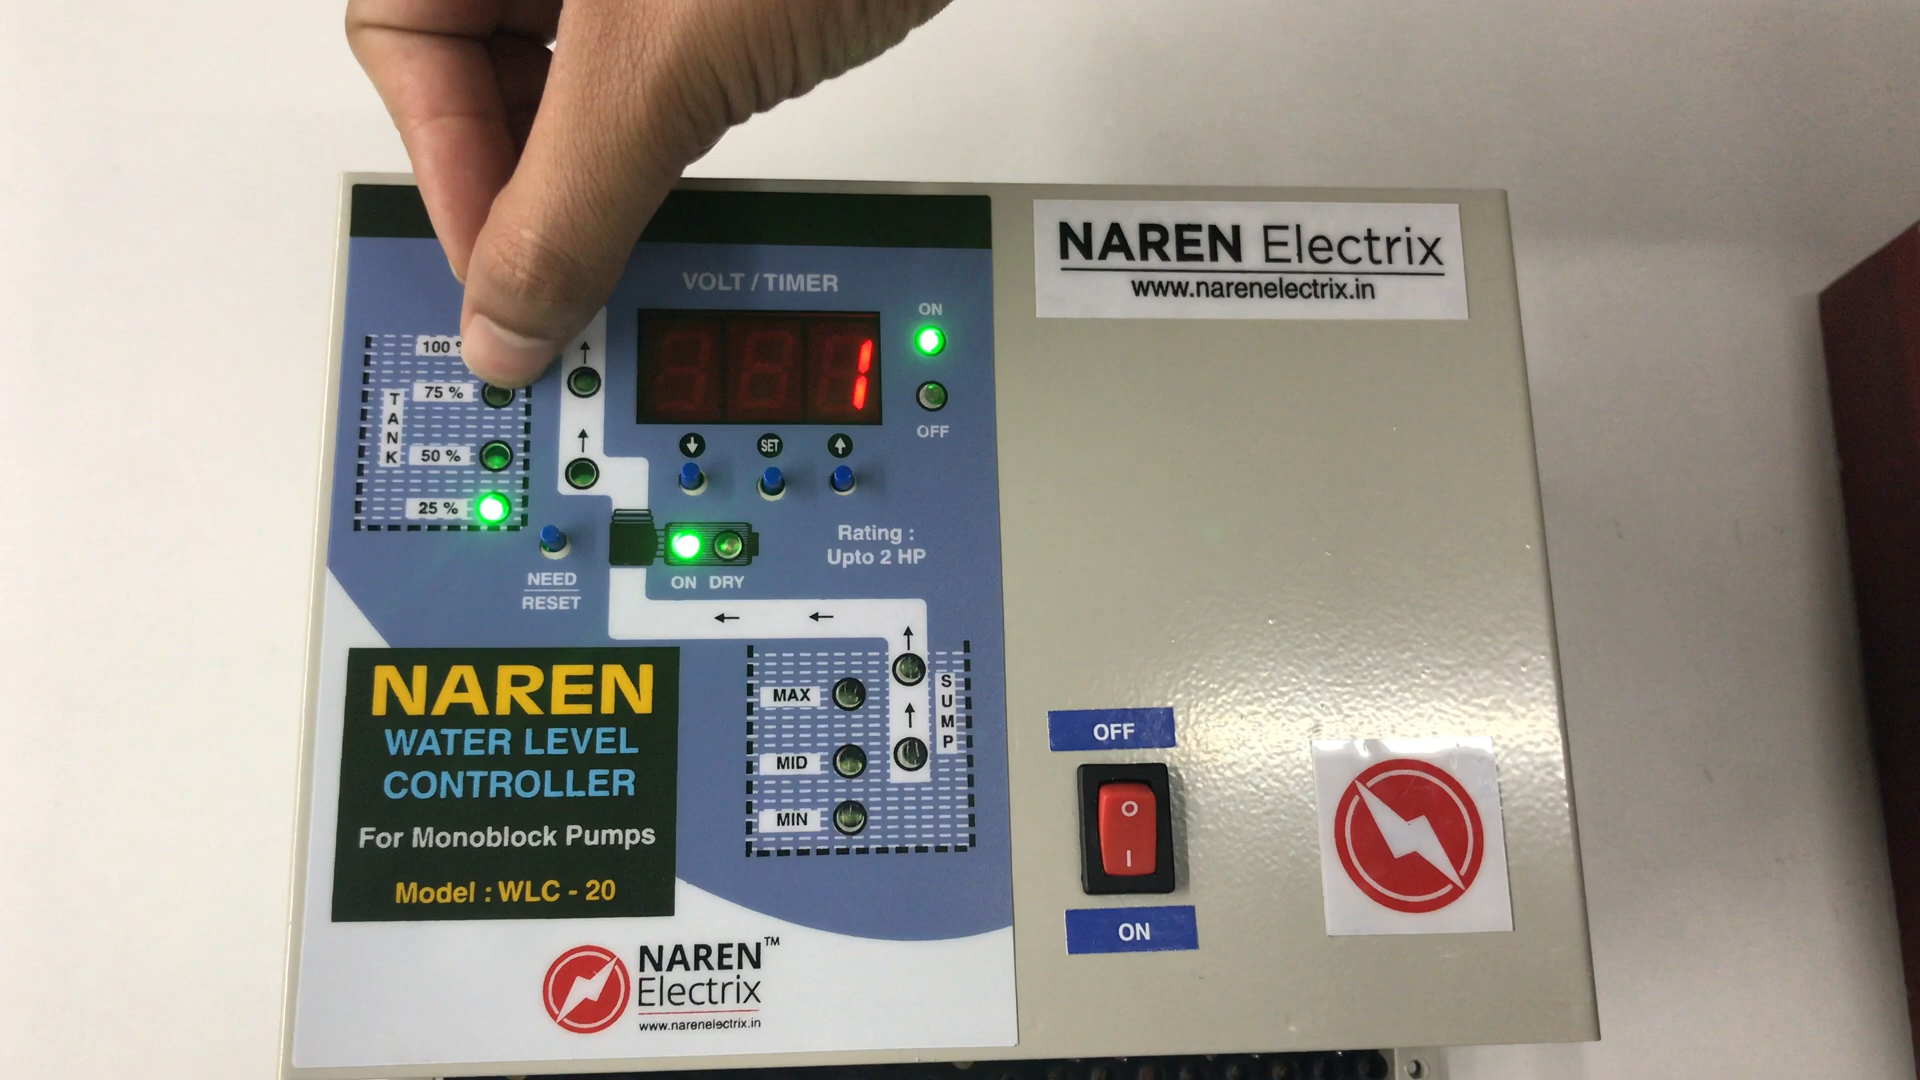 NAREN Electrix
www.narenelectrix.in
VOLT / TIMER
ON
OFF
1
SET
100 %
75 %
50 %
25 %
TANK
NEED
RESET
ON DRY
Rating :
Upto 2 HP
MAX
MID
MIN
SUMP
NAREN
WATER LEVEL
CONTROLLER
For Monoblock Pumps
Model : WLC - 20
NAREN™
Electrix
www.narenelectrix.in
OFF
O
I
ON